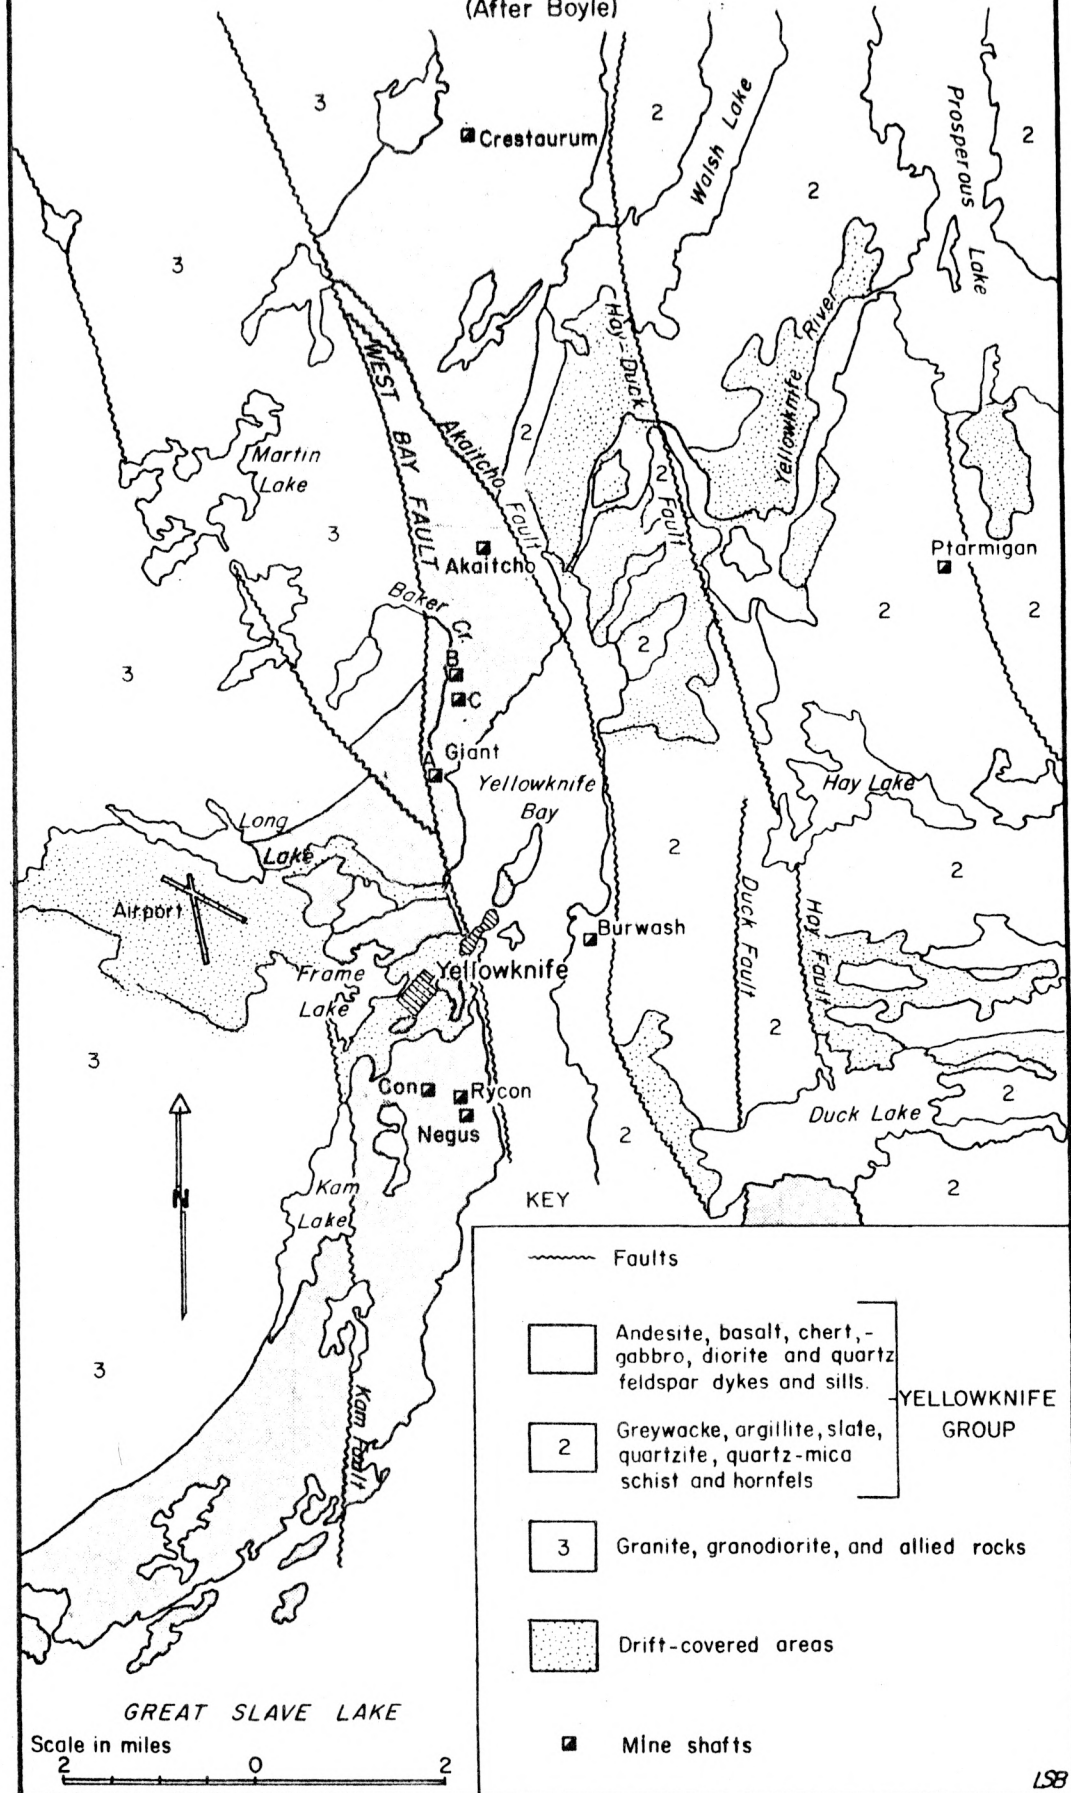 (After Boyle)
3
Crestaurum
2
Walsh Lake
Prosperous
Lake
2
2
3
WEST BAY FAULT
Akaitcho Fault
Hay-Duck Fault
2
Yellowknife River
2
Martin
Lake
3
Akaitcho
Ptarmigan
Baker Cr.
2
2
2
3
B
C
A
Giant
Yellowknife
Bay
Hay Lake
Long
Lake
2
2
Airport
Duck Fault
Hay Fault
Burwash
Frame
Lake
Yellowknife
2
3
Con
Rycon
Negus
2
Duck Lake
2
N
Kam
Lake
2
3
Kam Fault
KEY
Faults
Andesite, basalt, chert,-
gabbro, diorite and quartz
feldspar dykes and sills.
2
Greywacke, argillite, slate,
quartzite, quartz-mica
schist and hornfels
YELLOWKNIFE
GROUP
3
Granite, granodiorite, and allied rocks
Drift-covered areas
Mine shafts
GREAT SLAVE LAKE
Scale in miles
2 0 2
LSB